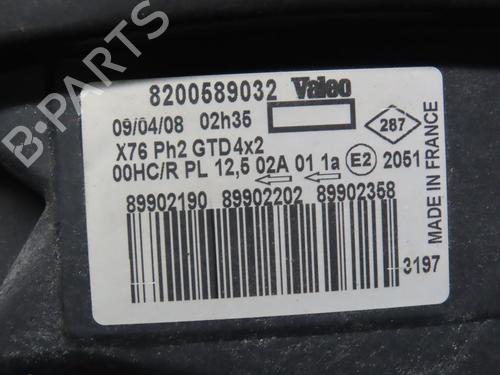 8200589032 Valeo
09/04/08 02h35
287
X76 Ph2 GTD4x2
00HC/R PL 12,5 02A 01 1a E2 2051
89902190 89902202 89902358
3197
MADE IN FRANCE
B-PARTS